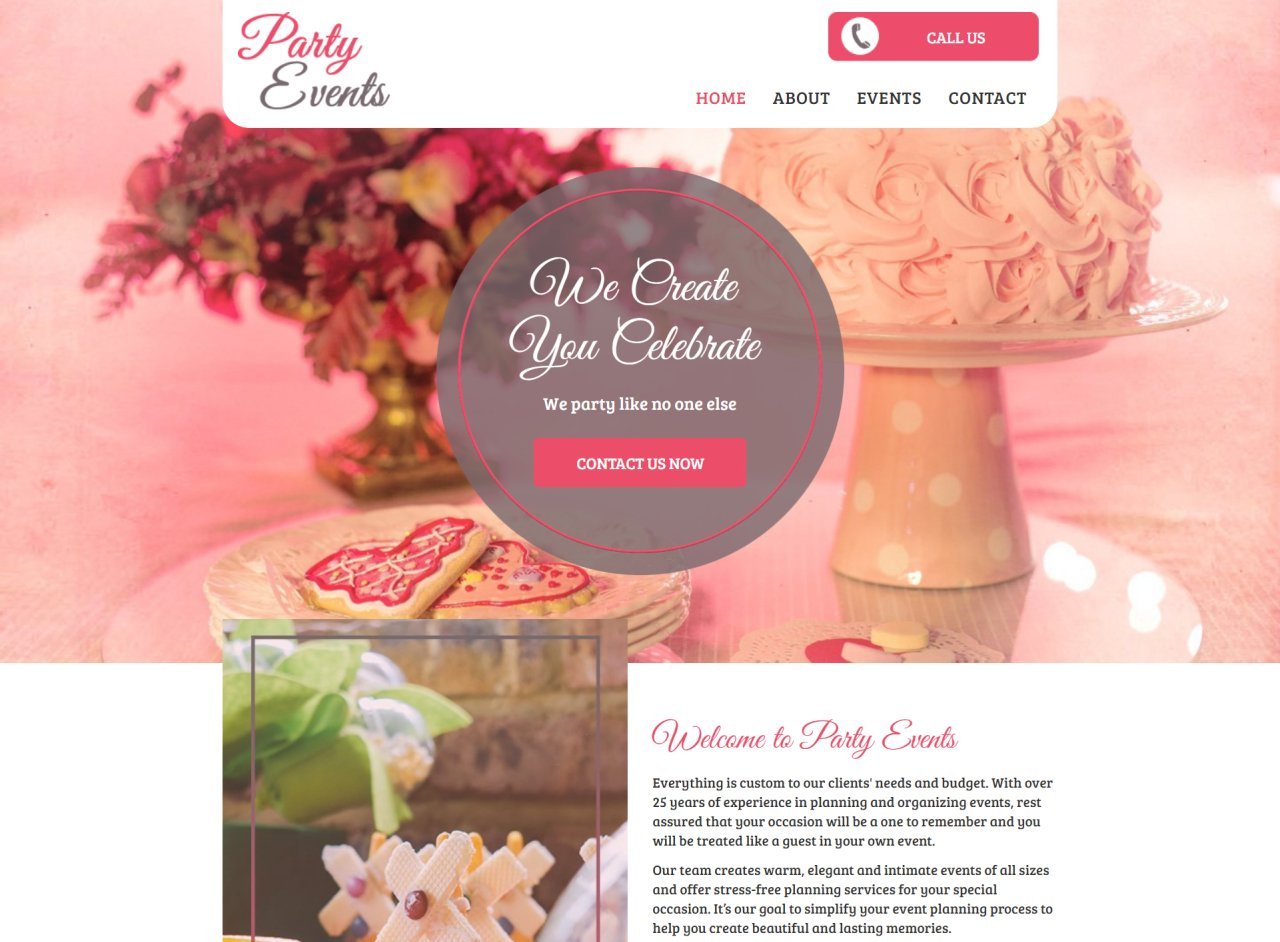 Party
Events
CALL US
HOME ABOUT EVENTS CONTACT
We Create
You Celebrate
We party like no one else
CONTACT US NOW
Welcome to Party Events
Everything is custom to our clients' needs and budget. With over
25 years of experience in planning and organizing events, rest
assured that your occasion will be a one to remember and you
will be treated like a guest in your own event.
Our team creates warm, elegant and intimate events of all sizes
and offer stress-free planning services for your special
occasion. It’s our goal to simplify your event planning process to
help you create beautiful and lasting memories.